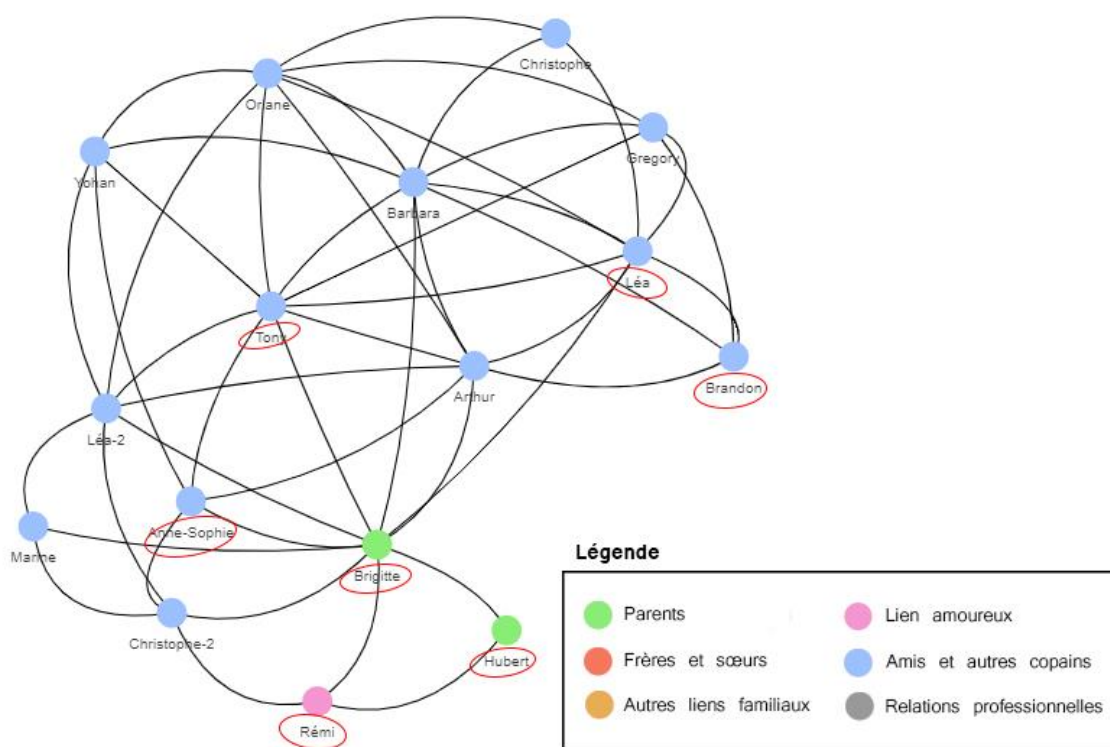 Christophe
Oriane
Gregory
Yohan
Barbara
Léa
Tony
Brandon
Arthur
Léa-2
Anne-Sophie
Marine
Brigitte
Christophe-2
Hubert
Rémi
Légende
Parents
Lien amoureux
Frères et sœurs
Amis et autres copains
Autres liens familiaux
Relations professionnelles